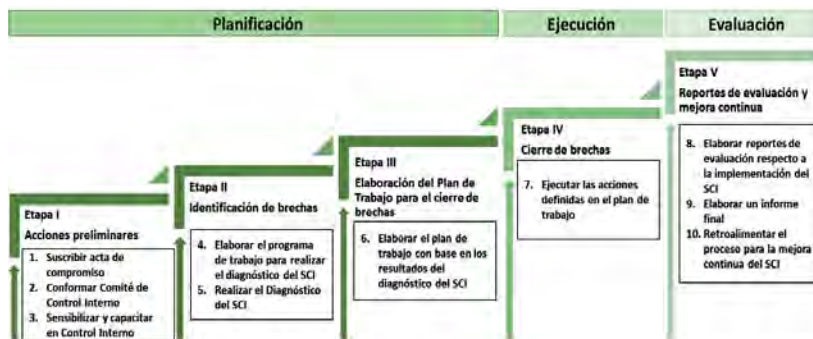 Planificación
Ejecución
Evaluación
Etapa I
Acciones preliminares
1. Suscribir acta de
compromiso
2. Conformar Comité de
Control Interno
3. Sensibilizar y capacitar
en Control Interno
Etapa II
Identificación de brechas
4. Elaborar el programa
de trabajo para realizar
el diagnóstico del SCI
5. Realizar el Diagnóstico
del SCI
Etapa III
Elaboración del Plan de
Trabajo para el cierre de
brechas
6. Elaborar el plan de
trabajo con base en los
resultados del
diagnóstico del SCI
Etapa IV
Cierre de brechas
7. Ejecutar las acciones
definidas en el plan de
trabajo
Etapa V
Reportes de evaluación y
mejora continua
8. Elaborar reportes de
evaluación respecto a
la implementación del
SCI
9. Elaborar un informe
final
10. Retroalimentar el
proceso para la mejora
continua del SCI